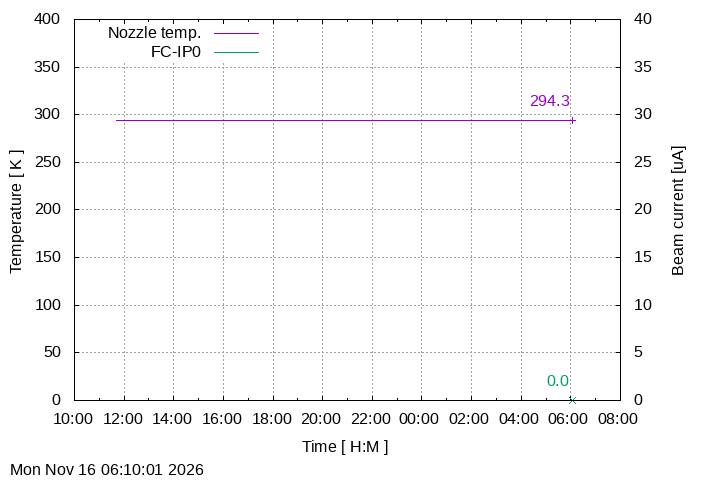 Nozzle temp.
FC-IP0
400
350
300
250
200
150
100
50
0
Temperature [ K ]
40
35
30
25
20
15
10
5
0
Beam current [uA]
294.3
0.0
10:00 12:00 14:00 16:00 18:00 20:00 22:00 00:00 02:00 04:00 06:00 08:00
Time [ H:M ]
Mon Nov 16 06:10:01 2026